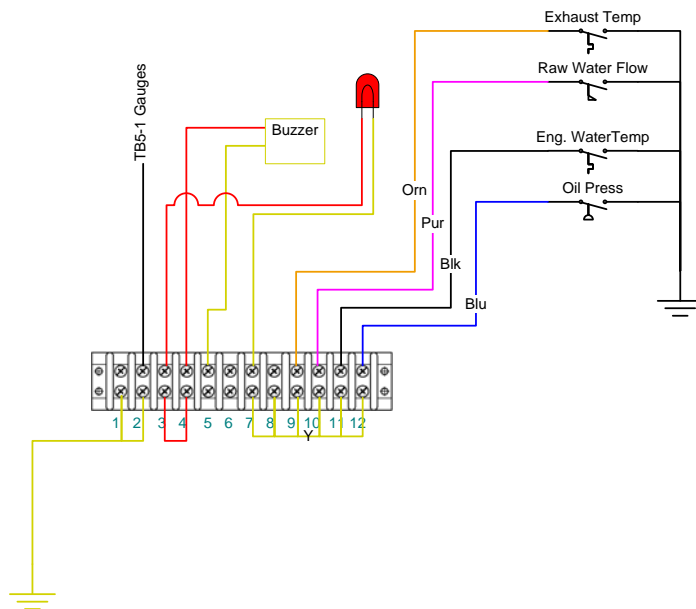 Exhaust Temp
Raw Water Flow
TB5-1 Gauges
Buzzer
Eng. WaterTemp
Oil Press
Orn
Pur
Blk
Blu
1 2 3 4 5 6 7 8 9 10 11 12
Y